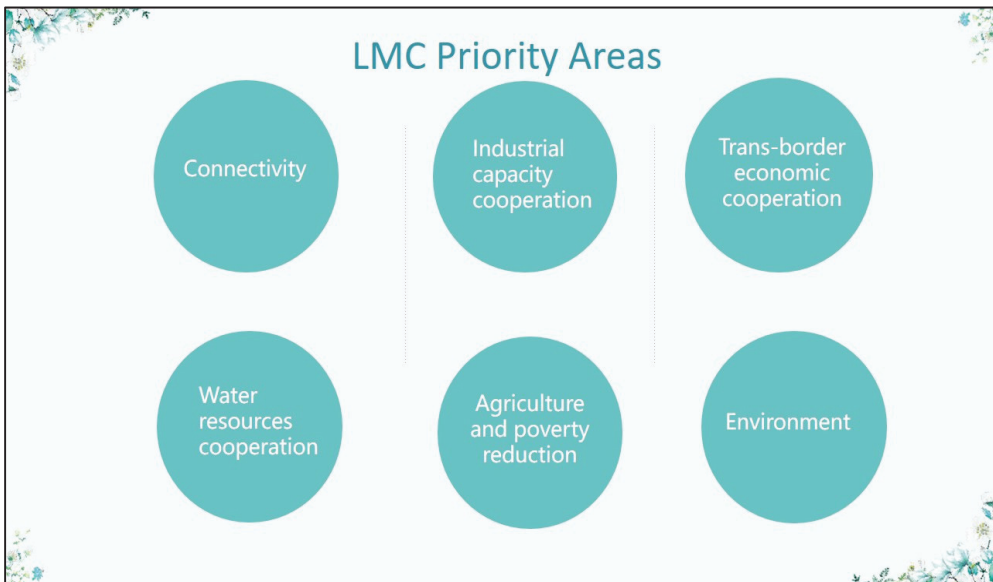 LMC Priority Areas
Connectivity
Industrial
capacity
cooperation
Trans-border
economic
cooperation
Water
resources
cooperation
Agriculture
and poverty
reduction
Environment